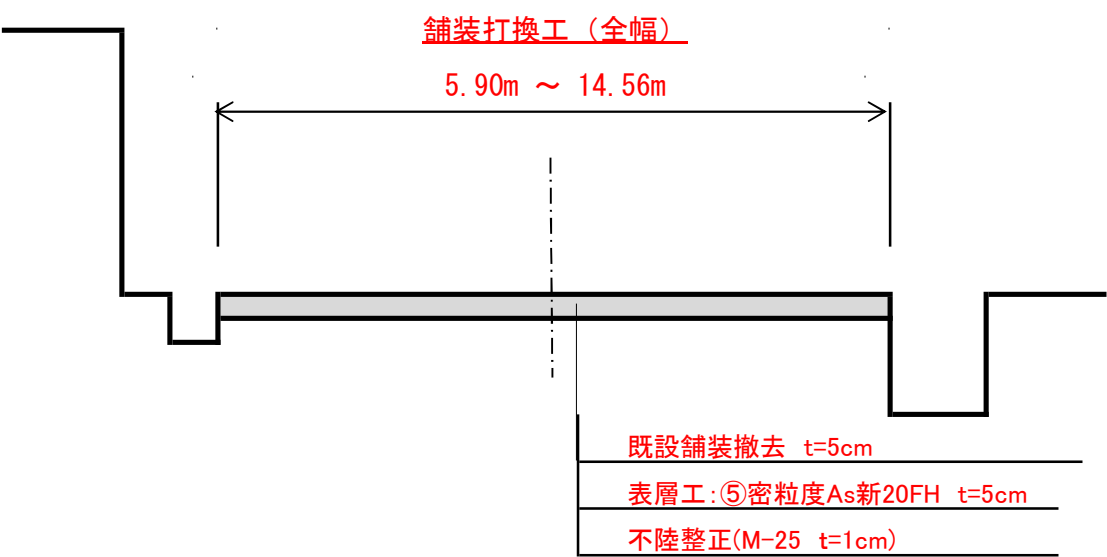 舗装打換工（全幅）
5.90m ～ 14.56m
既設舗装撤去 t=5cm
表層工：⑤密粒度As新20FH t=5cm
不陸整正(M-25 t=1cm)